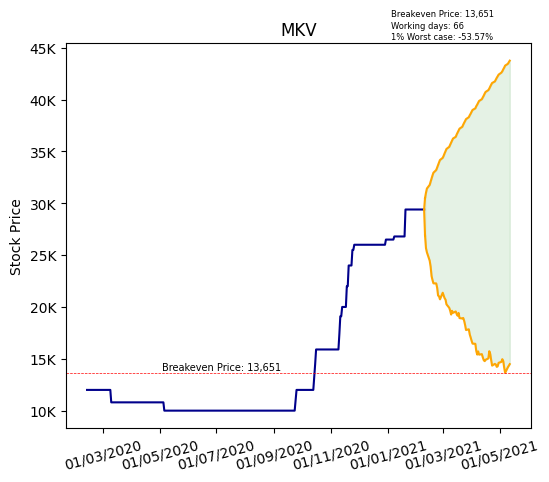 Breakeven Price: 13,651
Working days: 66
1% Worst case: -53.57%
MKV
Stock Price
45K
40K
35K
30K
25K
20K
15K
10K
Breakeven Price: 13,651
01/03/2020
01/05/2020
01/07/2020
01/09/2020
01/11/2020
01/01/2021
01/03/2021
01/05/2021